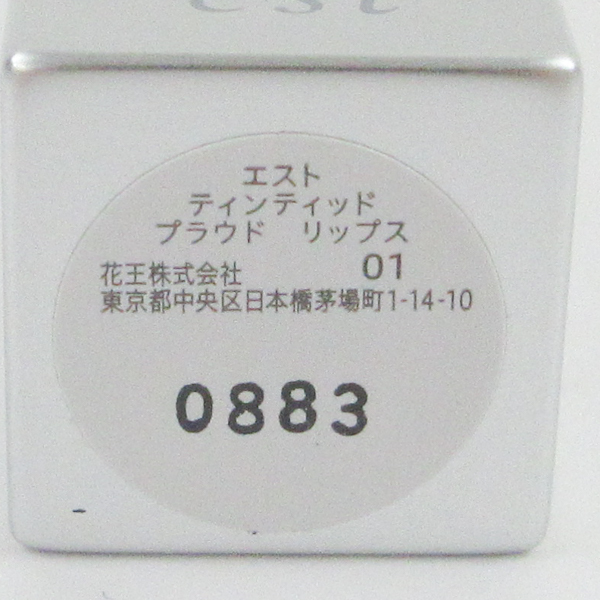 est
エスト
ティンティッド
プラウド　リップス
01
花王株式会社
東京都中央区日本橋茅場町1-14-10
0883